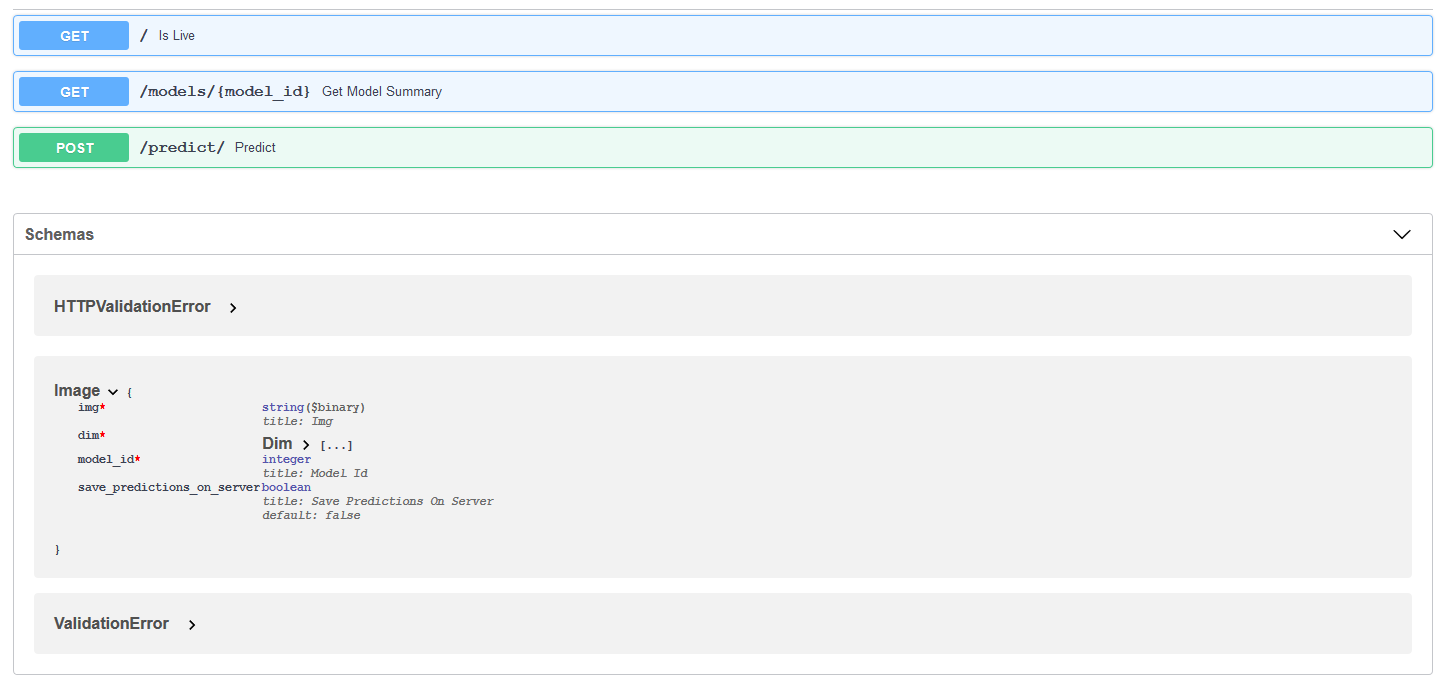 GET / Is Live
GET /models/{model_id} Get Model Summary
POST /predict/ Predict
Schemas
HTTPValidationError
Image {
img* string($binary)
title: Img
dim* Dim [...]
model_id* integer
title: Model Id
save_predictions_on_server boolean
title: Save Predictions On Server
default: false
}
ValidationError